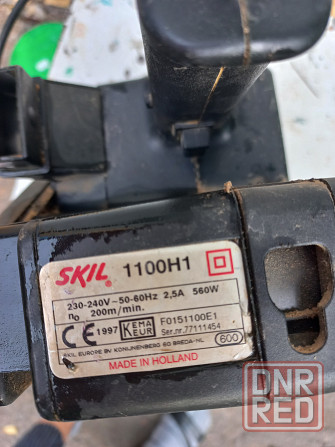 SKIL 1100H1
230-240V~50-60Hz 2,5A 560W
n₀ 200m/min.
CE 1997 KEMA KEUR F0151100E1
Ser.nr.77111454
600
SKIL EUROPE BV KONIJNENBERG 60 BREDA-NL
MADE IN HOLLAND
DNR
RED